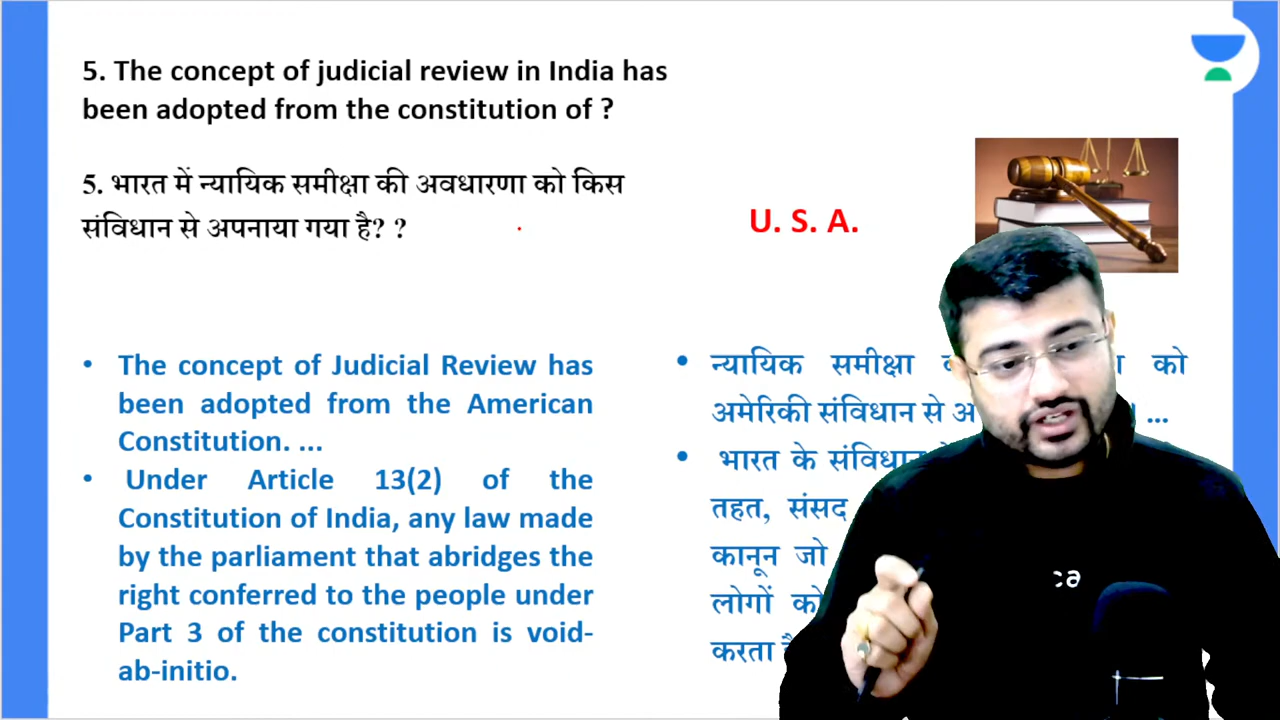 5. The concept of judicial review in India has
been adopted from the constitution of ?
5. भारत में न्यायिक समीक्षा की अवधारणा को किस
संविधान से अपनाया गया है? ?
U. S. A.
• The concept of Judicial Review has
been adopted from the American
Constitution. ...
• Under Article 13(2) of the
Constitution of India, any law made
by the parliament that abridges the
right conferred to the people under
Part 3 of the constitution is void-
ab-initio.
• न्यायिक समीक्षा को
अमेरिकी संविधान से ...
• भारत के संविधान
तहत, संसद
कानून जो
लोगों को
करता